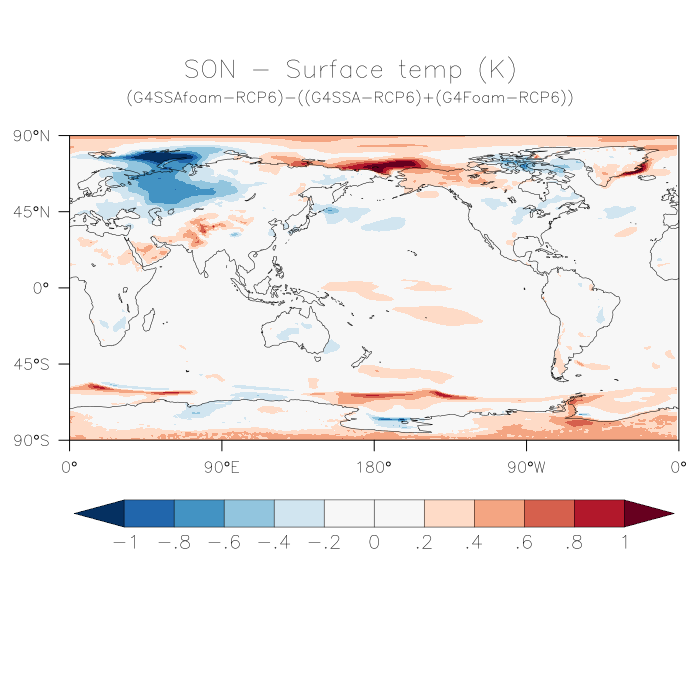 SON − Surface temp (K)
(G4SSAfoam−RCP6)−((G4SSA−RCP6)+(G4Foam−RCP6))
90°N
45°N
0°
45°S
90°S
0° 90°E 180° 90°W 0°
−1 −.8 −.6 −.4 −.2 0 .2 .4 .6 .8 1